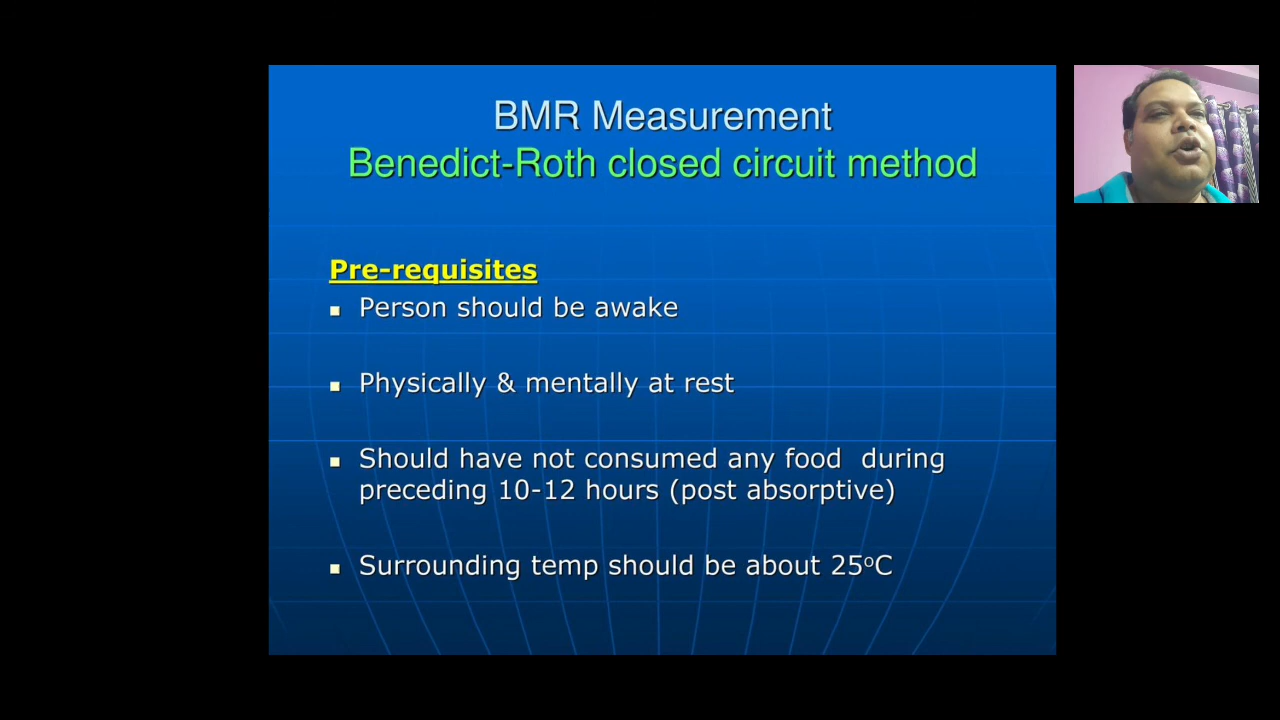 BMR Measurement
Benedict-Roth closed circuit method
Pre-requisites
▪ Person should be awake
▪ Physically & mentally at rest
▪ Should have not consumed any food during
preceding 10-12 hours (post absorptive)
▪ Surrounding temp should be about 25ºC